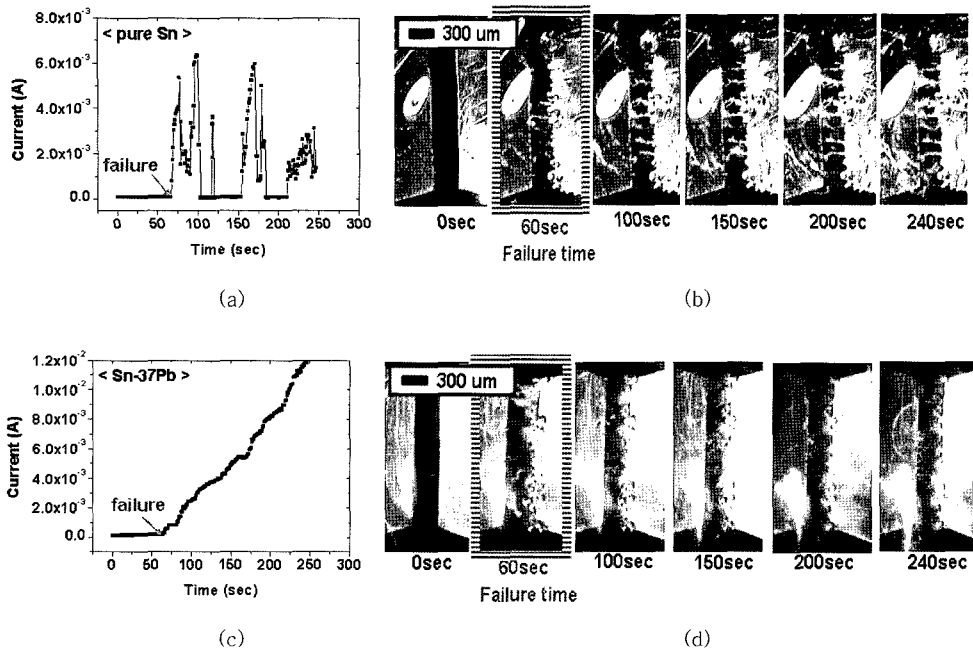 8.0x10⁻³
< pure Sn >
6.0x10⁻³
4.0x10⁻³
2.0x10⁻³
0.0
Current (A)
failure
0 50 100 150 200 250 300
Time (sec)
(a)
300 um
0sec
60sec
100sec
150sec
200sec
240sec
Failure time
(b)
1.2x10⁻²
< Sn-37Pb >
1.0x10⁻²
8.0x10⁻³
6.0x10⁻³
4.0x10⁻³
2.0x10⁻³
0.0
Current (A)
failure
0 50 100 150 200 250 300
Time (sec)
(c)
300 um
0sec
60sec
100sec
150sec
200sec
240sec
Failure time
(d)